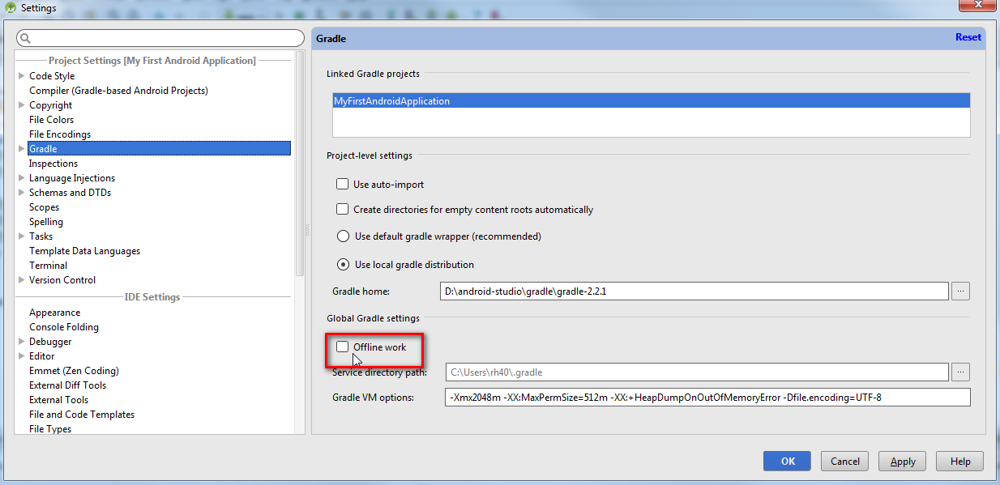 Settings
Project Settings [My First Android Application]
Code Style
Compiler (Gradle-based Android Projects)
Copyright
File Colors
File Encodings
Gradle
Inspections
Language Injections
Schemas and DTDs
Scopes
Spelling
Tasks
Template Data Languages
Terminal
Version Control
IDE Settings
Appearance
Console Folding
Debugger
Editor
Emmet (Zen Coding)
External Diff Tools
External Tools
File and Code Templates
File Types
Gradle Reset
Linked Gradle projects
MyFirstAndroidApplication
Project-level settings
Use auto-import
Create directories for empty content roots automatically
Use default gradle wrapper (recommended)
Use local gradle distribution
Gradle home: D:\android-studio\gradle\gradle-2.2.1 ...
Global Gradle settings
Offline work
Service directory path: C:\Users\rh40\.gradle ...
Gradle VM options: -Xmx2048m -XX:MaxPermSize=512m -XX:+HeapDumpOnOutOfMemoryError -Dfile.encoding=UTF-8
OK Cancel Apply Help